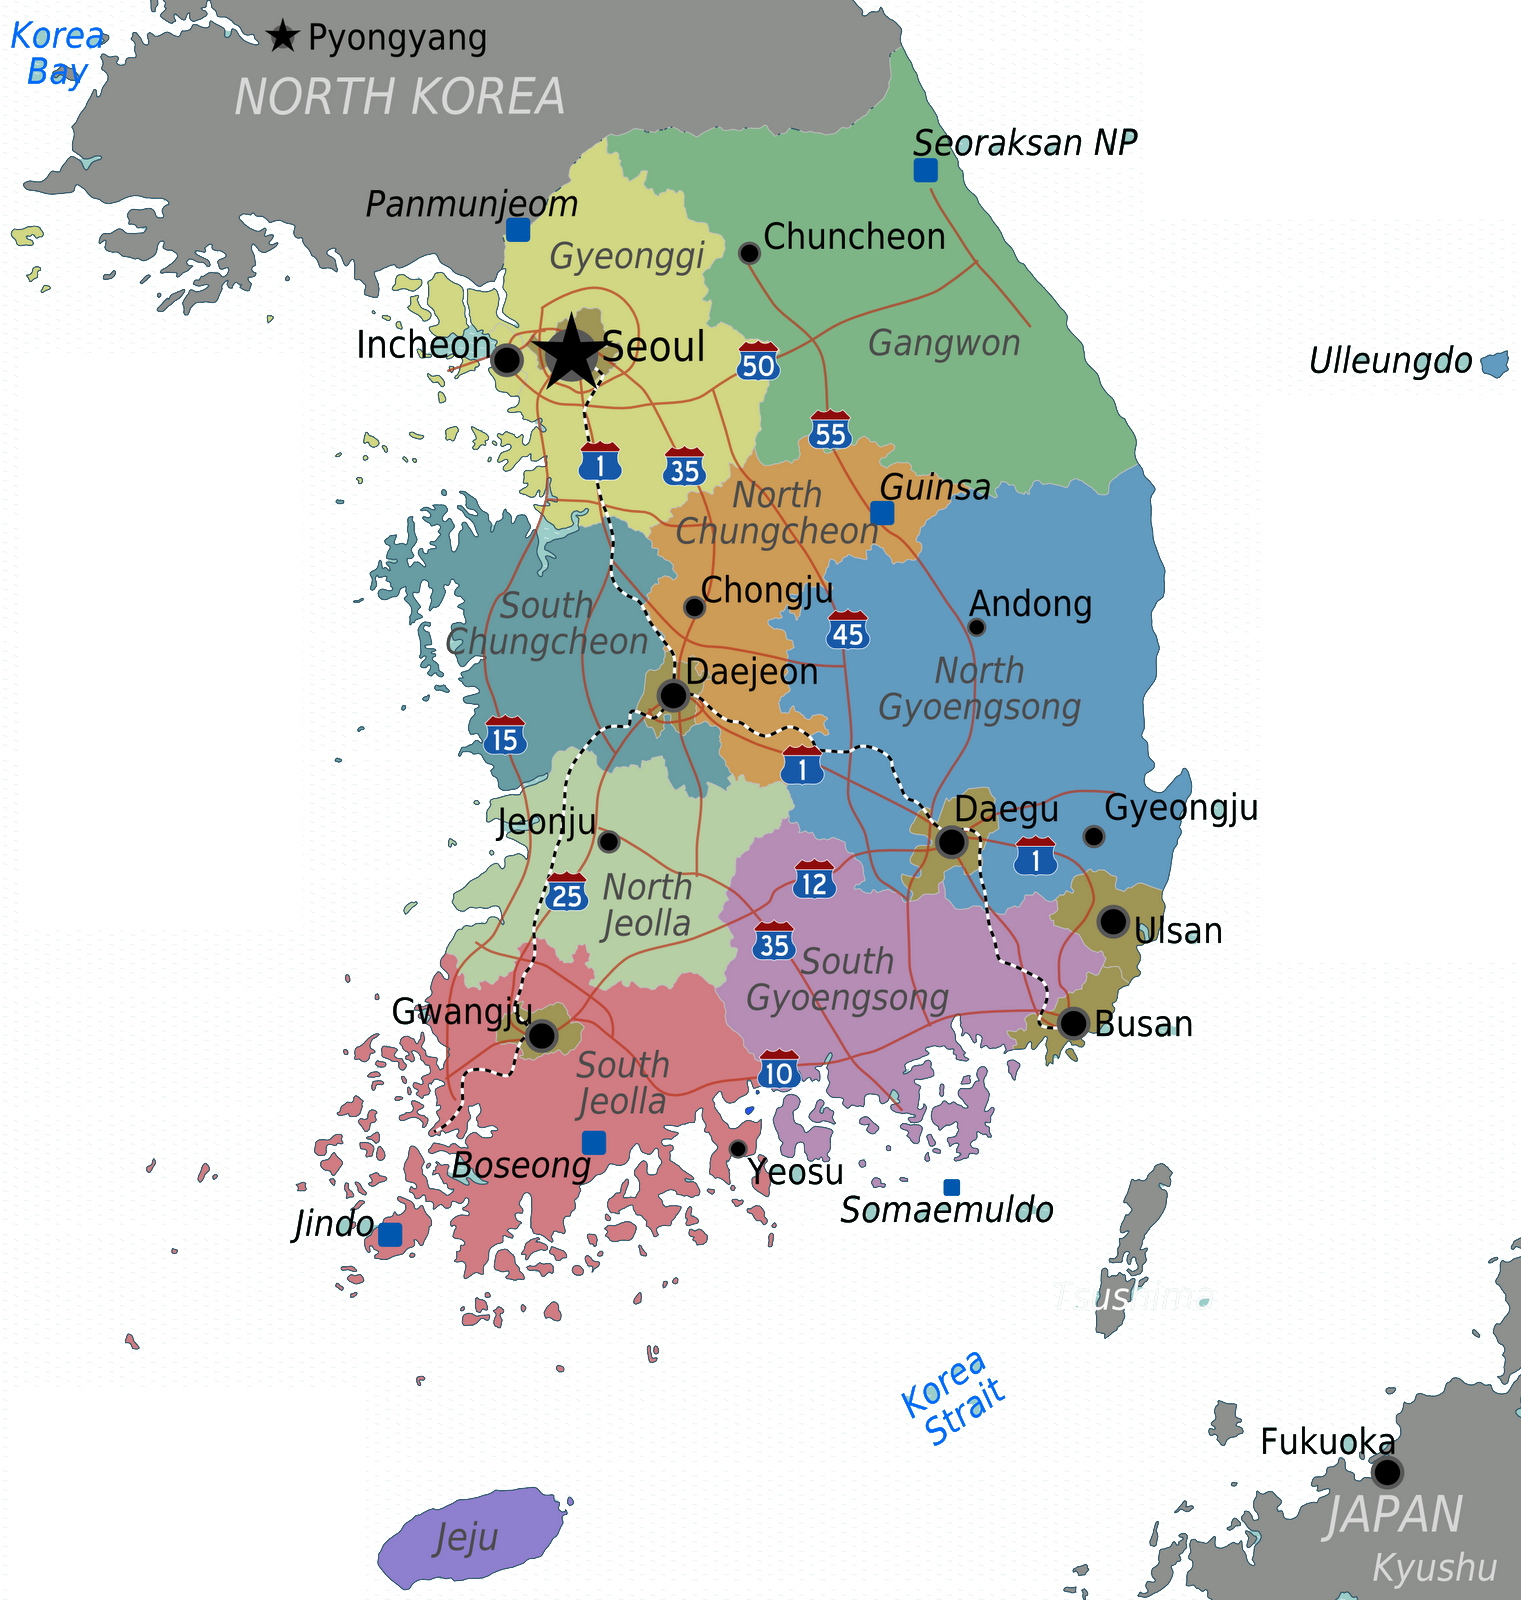 Korea
Bay
Pyongyang
NORTH KOREA
Seoraksan NP
Panmunjeom
Chuncheon
Gyeonggi
Incheon
Seoul
Gangwon
50
Ulleungdo
55
1
35
Guinsa
North
Chungcheon
Chongju
Andong
South
Chungcheon
45
Daejeon
North
Gyoengsong
15
1
Daegu
Gyeongju
Jeonju
1
12
25
North
Jeolla
Ulsan
35
South
Gyoengsong
Gwangju
Busan
South
Jeolla
10
Boseong
Yeosu
Somaemuldo
Jindo
Tsushima
Korea
Strait
Fukuoka
JAPAN
Kyushu
Jeju